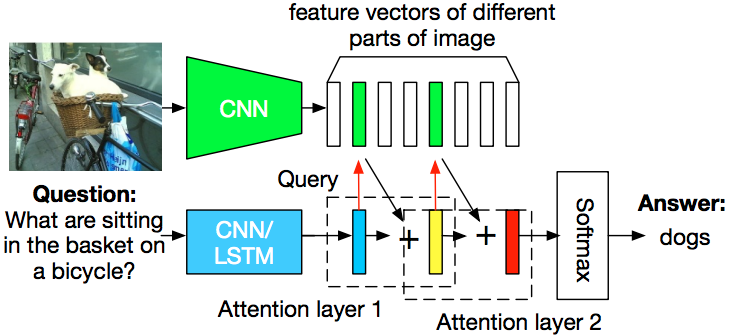 feature vectors of different
parts of image
CNN
Query
Question:
What are sitting
in the basket on
a bicycle?
CNN/
LSTM
+
+
Softmax
Answer:
dogs
Attention layer 1
Attention layer 2